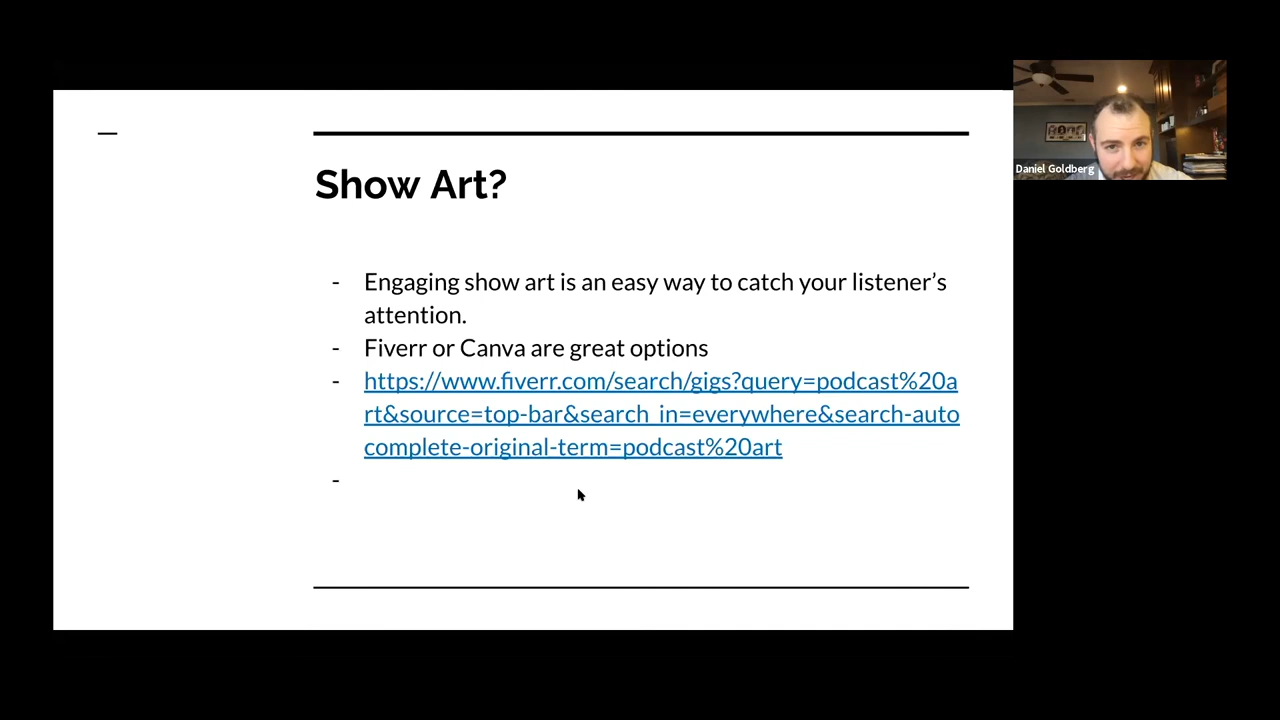 Show Art?
- Engaging show art is an easy way to catch your listener’s
attention.
- Fiverr or Canva are great options
- https://www.fiverr.com/search/gigs?query=podcast%20a
rt&source=top-bar&search_in=everywhere&search-auto
complete-original-term=podcast%20art
-
Daniel Goldberg